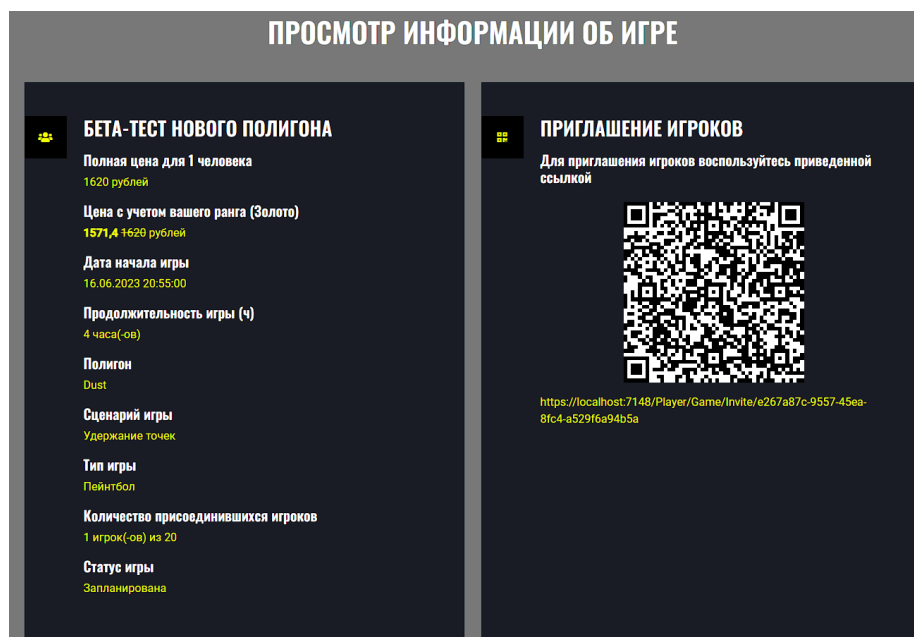 ПРОСМОТР ИНФОРМАЦИИ ОБ ИГРЕ
БЕТА-ТЕСТ НОВОГО ПОЛИГОНА
Полная цена для 1 человека
1620 рублей
Цена с учетом вашего ранга (Золото)
1571,4 1620 рублей
Дата начала игры
16.06.2023 20:55:00
Продолжительность игры (ч)
4 часа(-ов)
Полигон
Dust
Сценарий игры
Удержание точек
Тип игры
Пейнтбол
Количество присоединившихся игроков
1 игрок(-ов) из 20
Статус игры
Запланирована
ПРИГЛАШЕНИЕ ИГРОКОВ
Для приглашения игроков воспользуйтесь приведенной
ссылкой
https://localhost:7148/Player/Game/Invite/e267a87c-9557-45ea-
8fc4-a529f6a94b5a